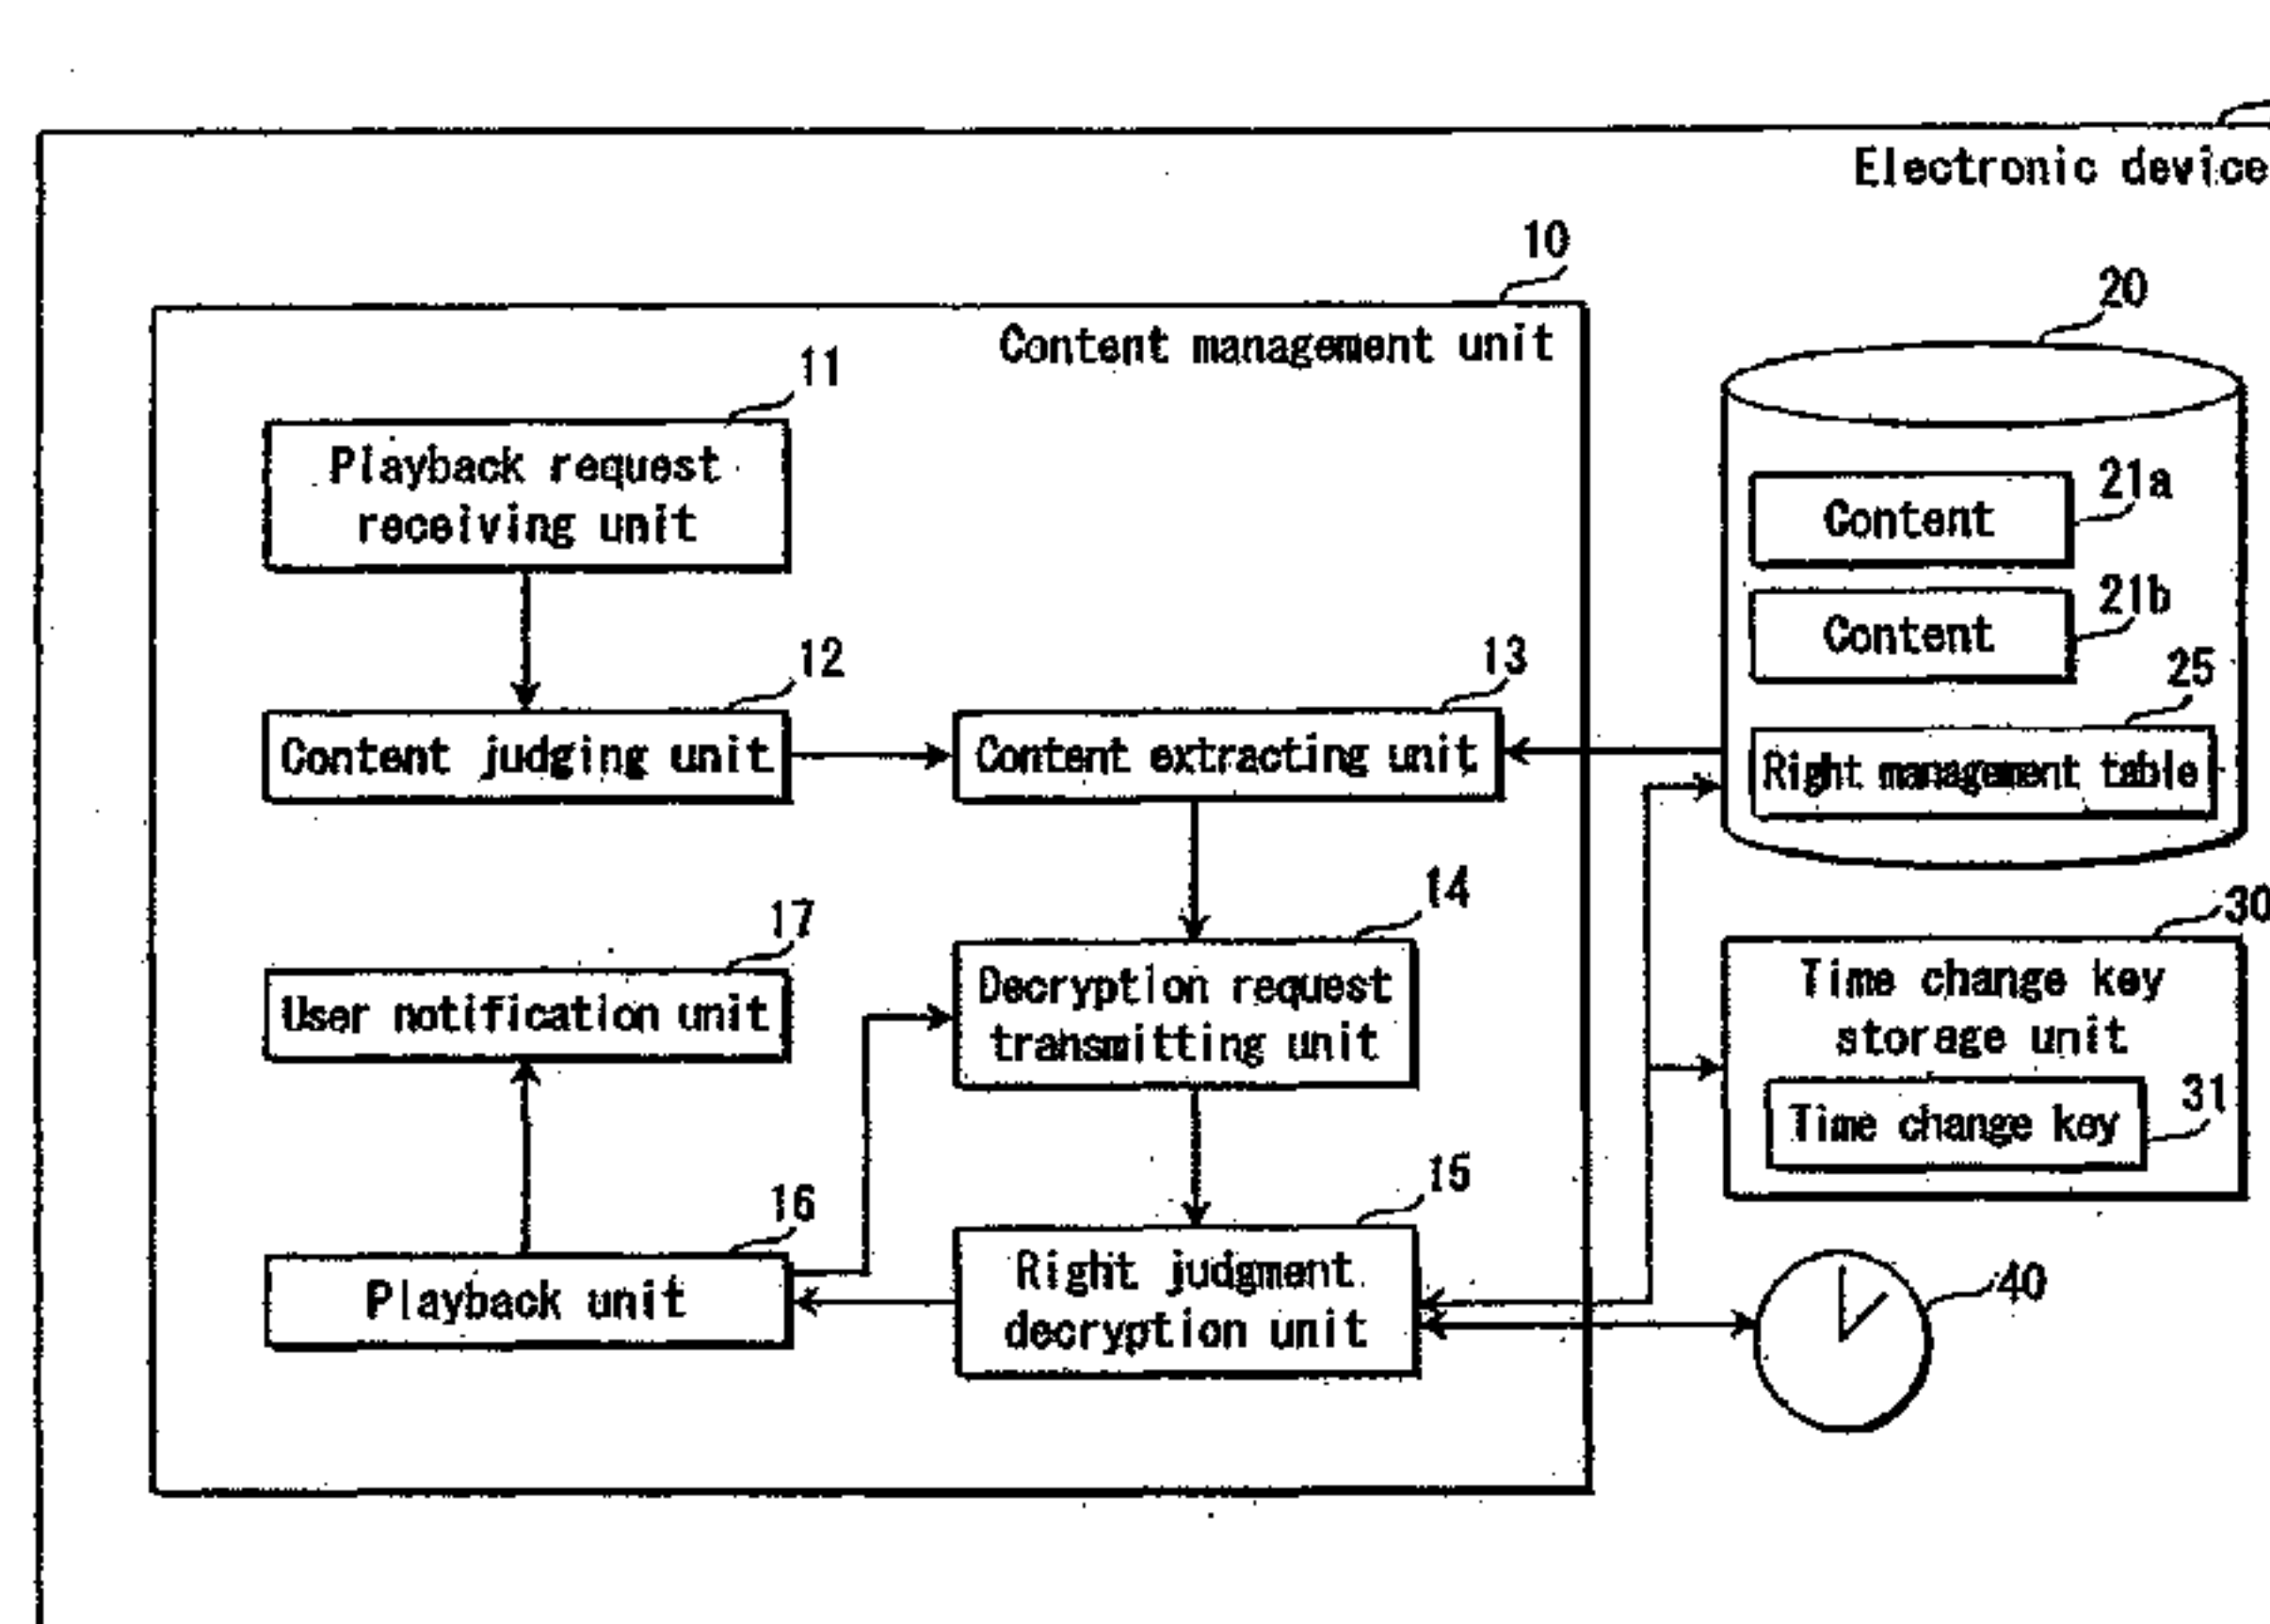 Electronic device
10
Content management unit
20
11
Playback request
receiving unit
21a
Content
21b
Content
12
Content judging unit
13
Content extracting unit
25
Right management table
17
User notification unit
14
Decryption request
transmitting unit
30
Time change key
storage unit
31
Time change key
16
Playback unit
15
Right judgment
decryption unit
40